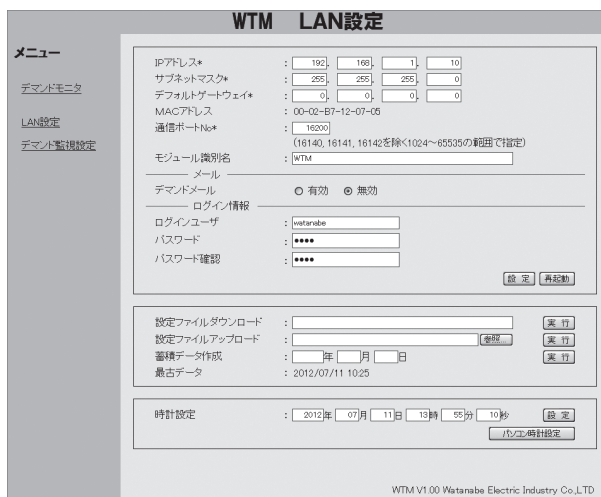 WTM LAN設定
メニュー
デマンドモニタ
LAN設定
デマンド監視設定
IPアドレス* : 192. 168. 1. 10
サブネットマスク* : 255. 255. 255. 0
デフォルトゲートウェイ* : 0. 0. 0. 0
MACアドレス : 00-02-B7-12-07-05
通信ポートNo* : 16200
(16140, 16141, 16142を除く1024～65535の範囲で指定)
モジュール識別名 : WTM
メール
デマンドメール 有効 無効
ログイン情報
ログインユーザ : watanabe
パスワード : ●●●●
パスワード確認 : ●●●●
設 定 再起動
設定ファイルダウンロード : 実 行
設定ファイルアップロード : 参照... 実 行
蓄積データ作成 : 年 月 日 実 行
最古データ : 2012/07/11 10:25
時計設定 : 2012年 07月 11日 13時 55分 10秒 設 定
パソコン時計設定
WTM V1.00 Watanabe Electric Industry Co.,LTD